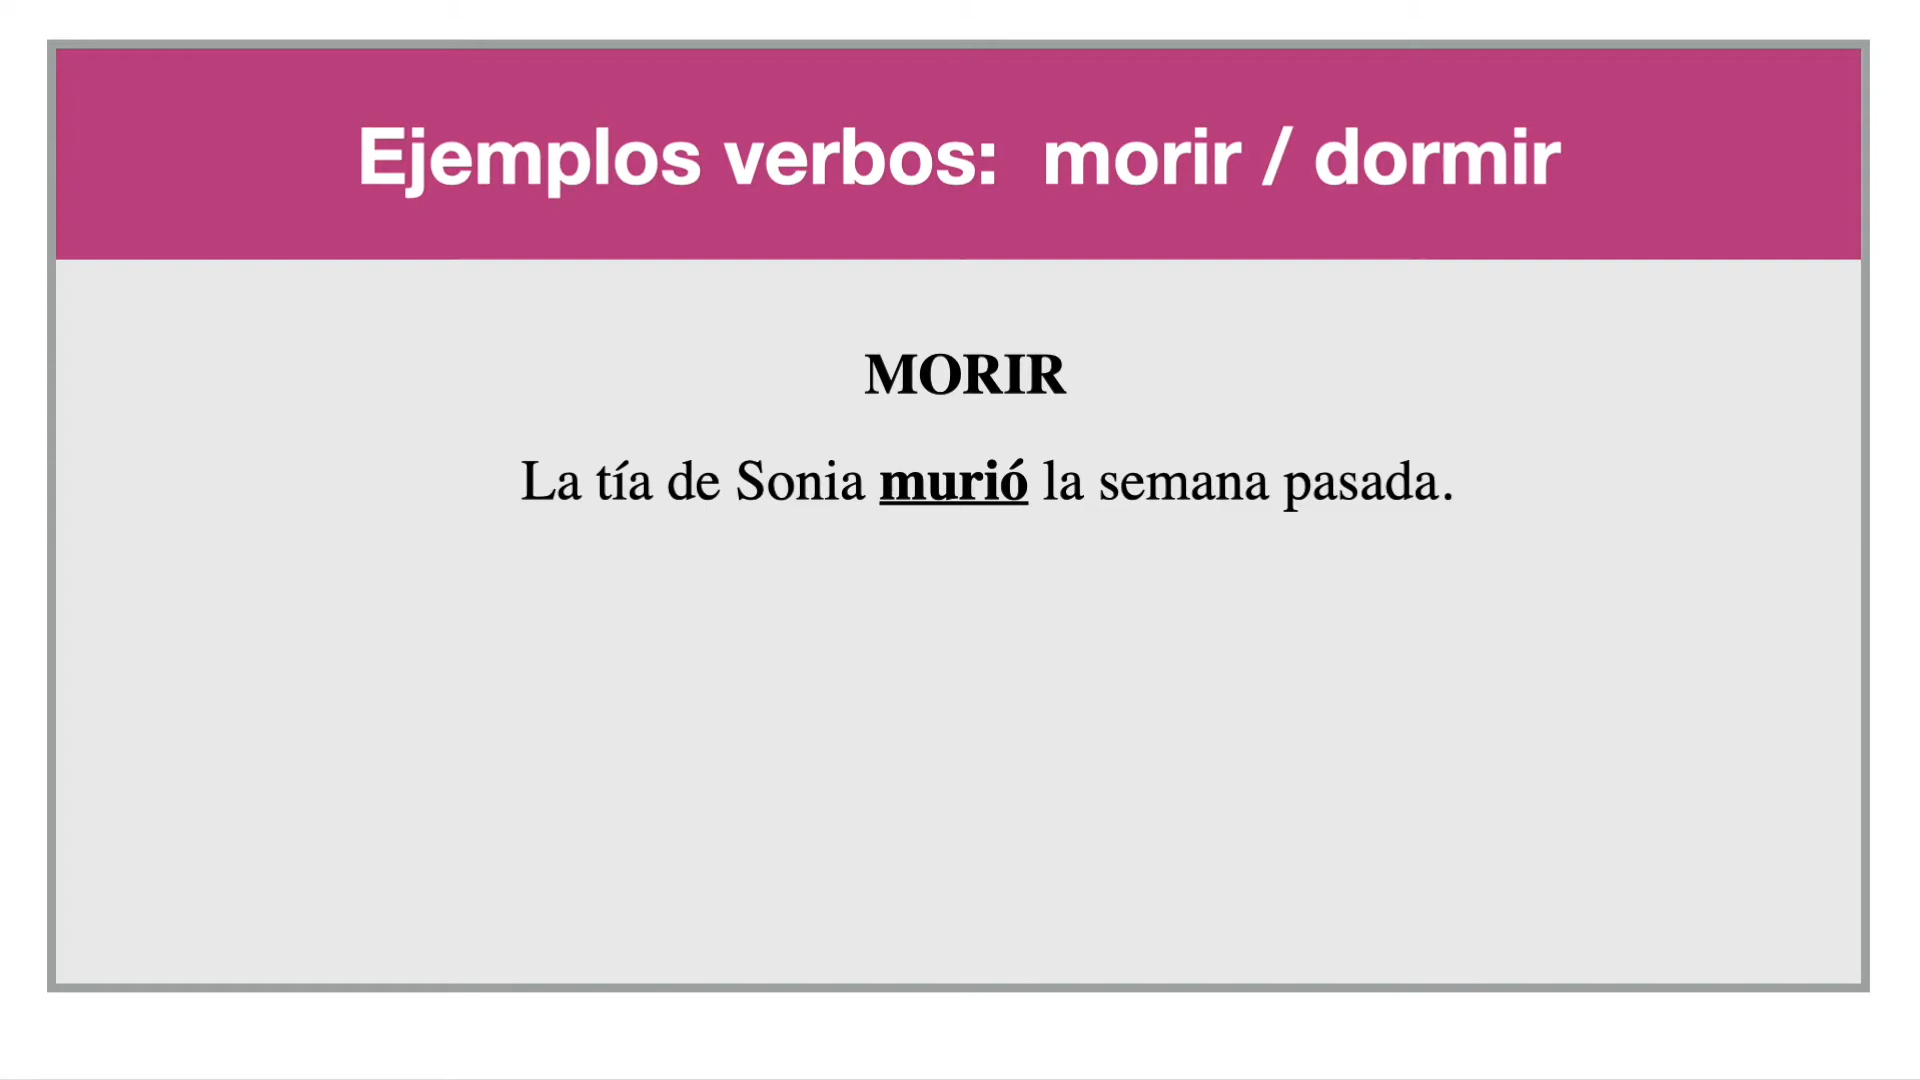 Ejemplos verbos: morir / dormir
MORIR
La tía de Sonia murió la semana pasada.